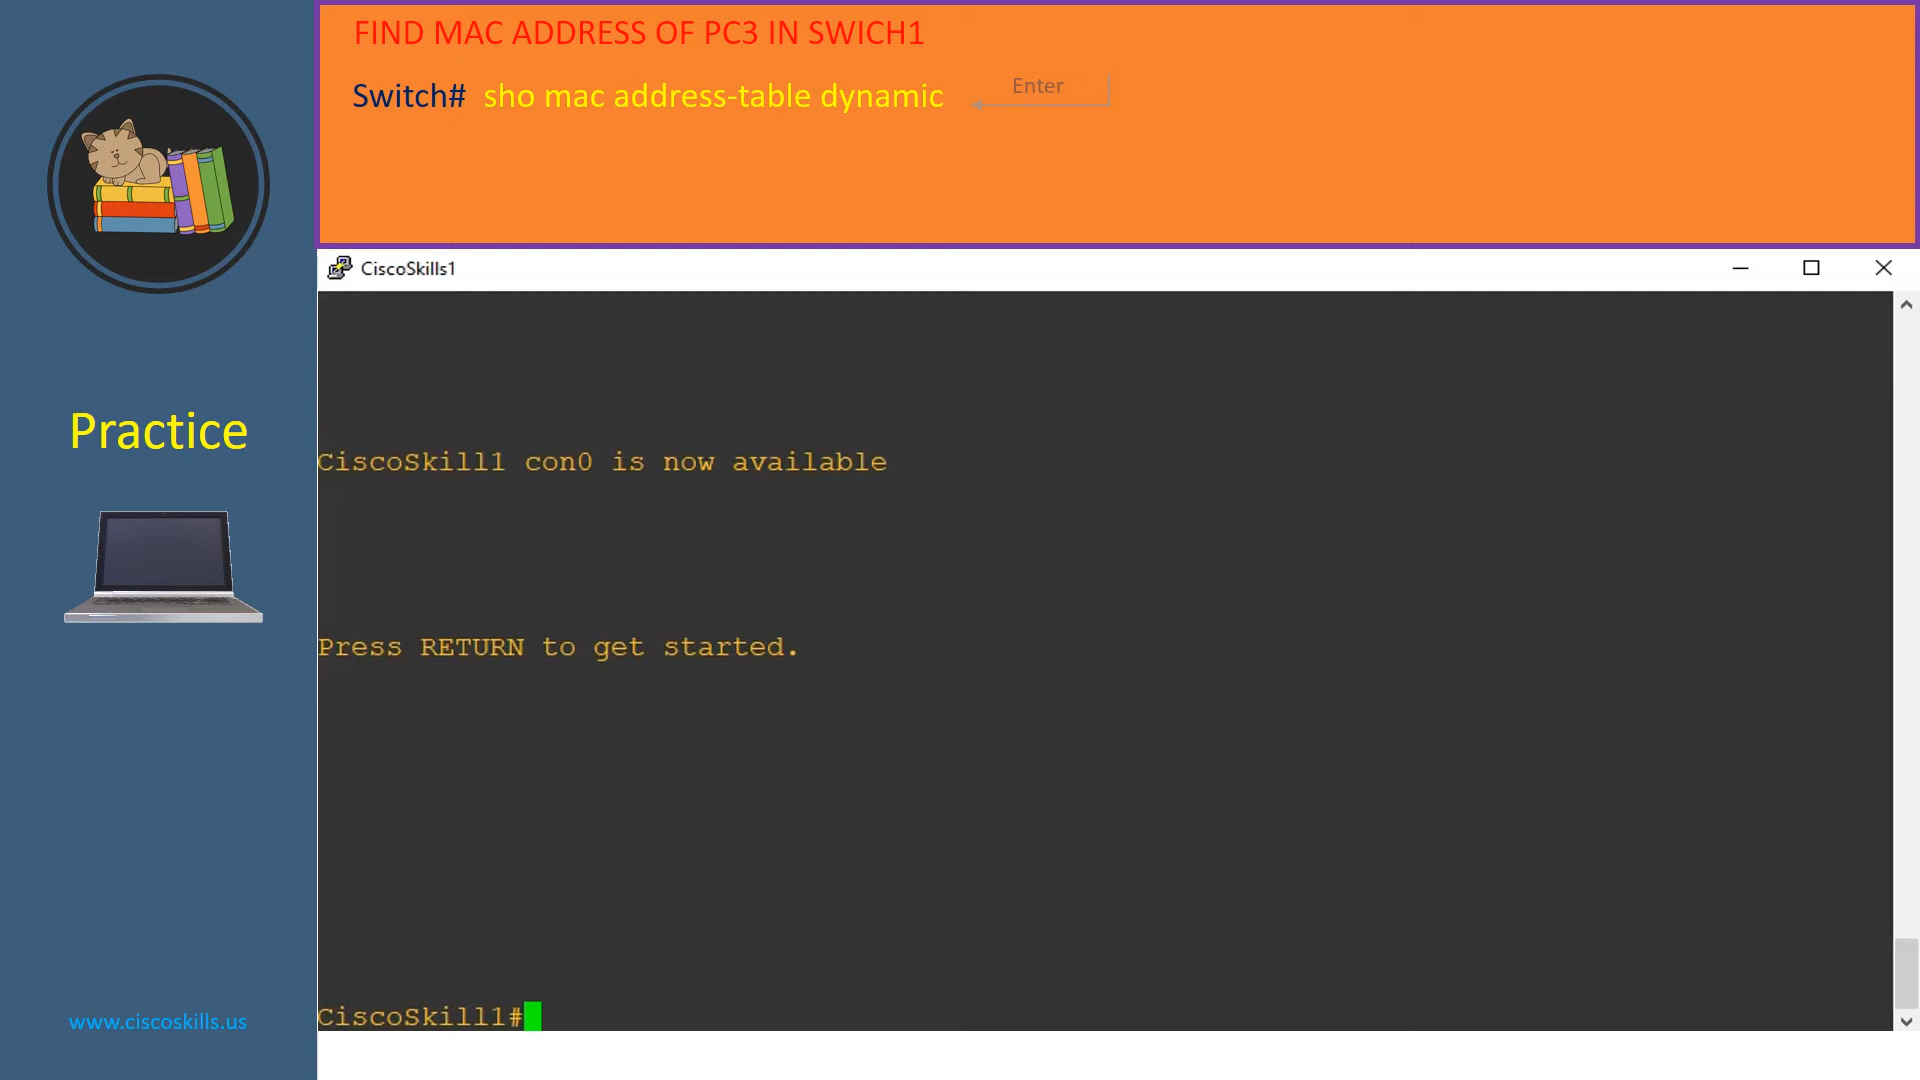 FIND MAC ADDRESS OF PC3 IN SWICH1
Switch# sho mac address-table dynamic Enter
CiscoSkills1
CiscoSkill1 con0 is now available
Practice
Press RETURN to get started.
CiscoSkill1#
www.ciscoskills.us